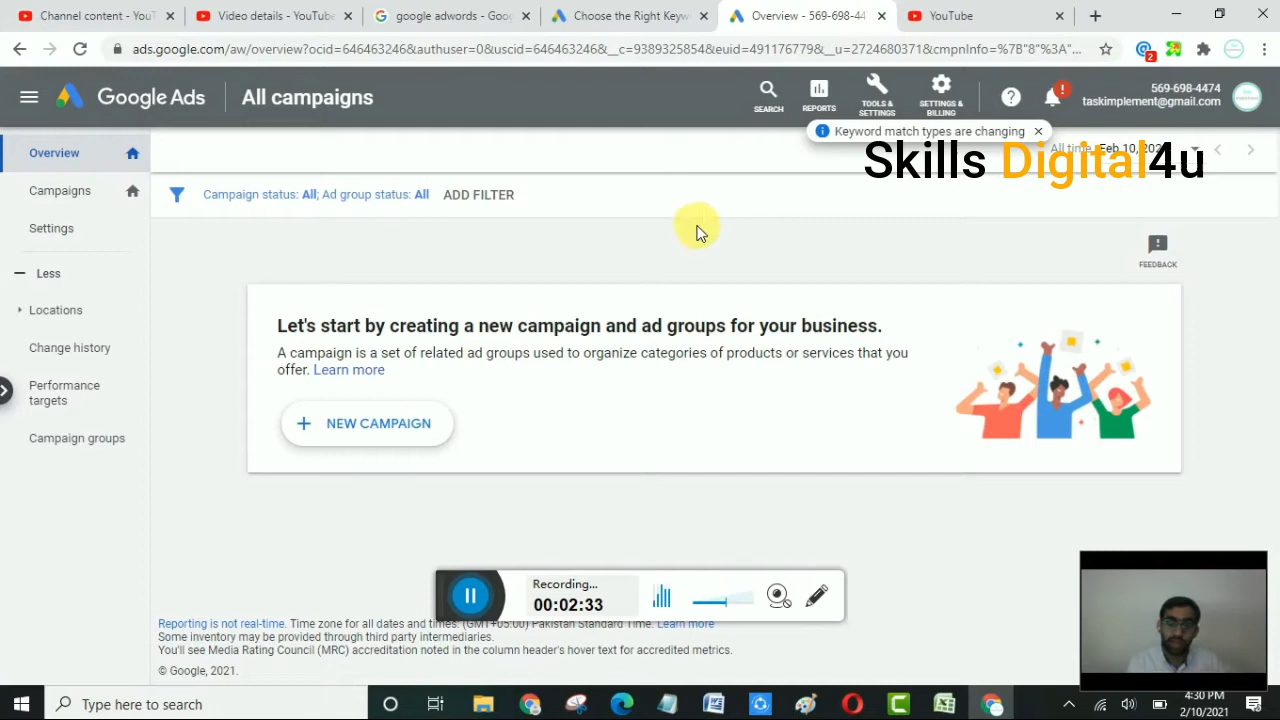 Channel content - YouT
Video details - YouTube
google adwords - Goog
Choose the Right Keyw
Overview - 569-698-44
YouTube
ads.google.com/aw/overview?ocid=646463246&authuser=0&uscid=646463246&__c=9389325854&euid=491176779&__u=2724680371&cmpnInfo=%7B"8"%3A"...
2
Google Ads
All campaigns
SEARCH
REPORTS
TOOLS & SETTINGS
SETTINGS & BILLING
569-698-4474
taskimplement@gmail.com
Keyword match types are changing
All time
Feb 10, 202
Skills Digital4u
Overview
Campaigns
Settings
Less
Locations
Change history
Performance
targets
Campaign groups
Campaign status: All; Ad group status: All
ADD FILTER
FEEDBACK
Let's start by creating a new campaign and ad groups for your business.
A campaign is a set of related ad groups used to organize categories of products or services that you
offer. Learn more
NEW CAMPAIGN
Recording...
00:02:33
Reporting is not real-time. Time zone for all dates and times: (GMT+05:00) Pakistan Standard Time. Learn more
Some inventory may be provided through third party intermediaries.
You'll see Media Rating Council (MRC) accreditation noted in the column header's hover text for accredited metrics.
© Google, 2021.
Type here to search
4:30 PM
2/10/2021